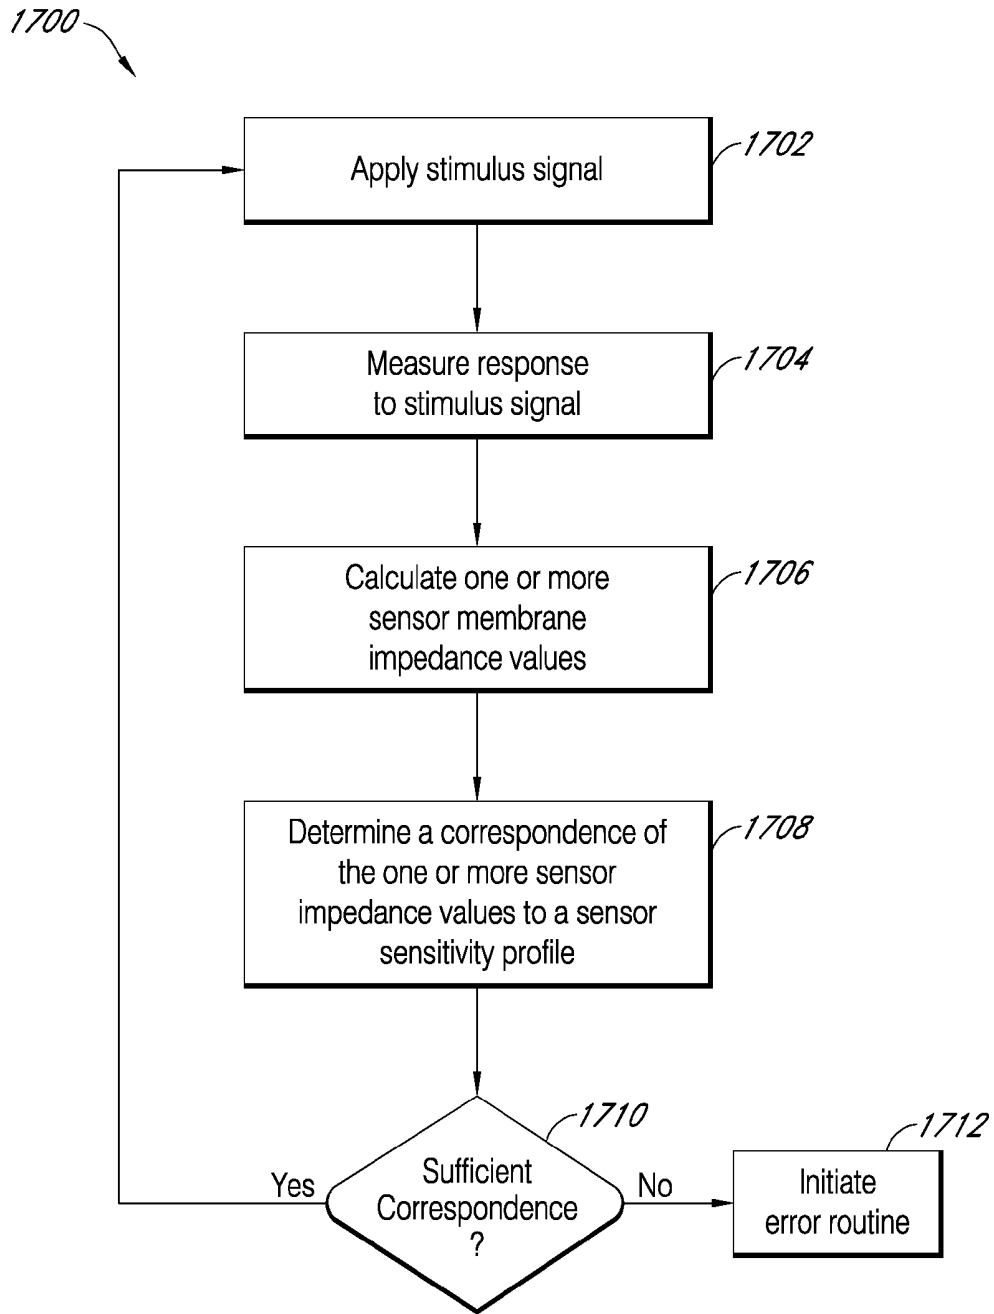 1700
Apply stimulus signal
1702
Measure response
to stimulus signal
1704
Calculate one or more
sensor membrane
impedance values
1706
Determine a correspondence of
the one or more sensor
impedance values to a sensor
sensitivity profile
1708
Sufficient
Correspondence
?
1710
Yes
No
Initiate
error routine
1712